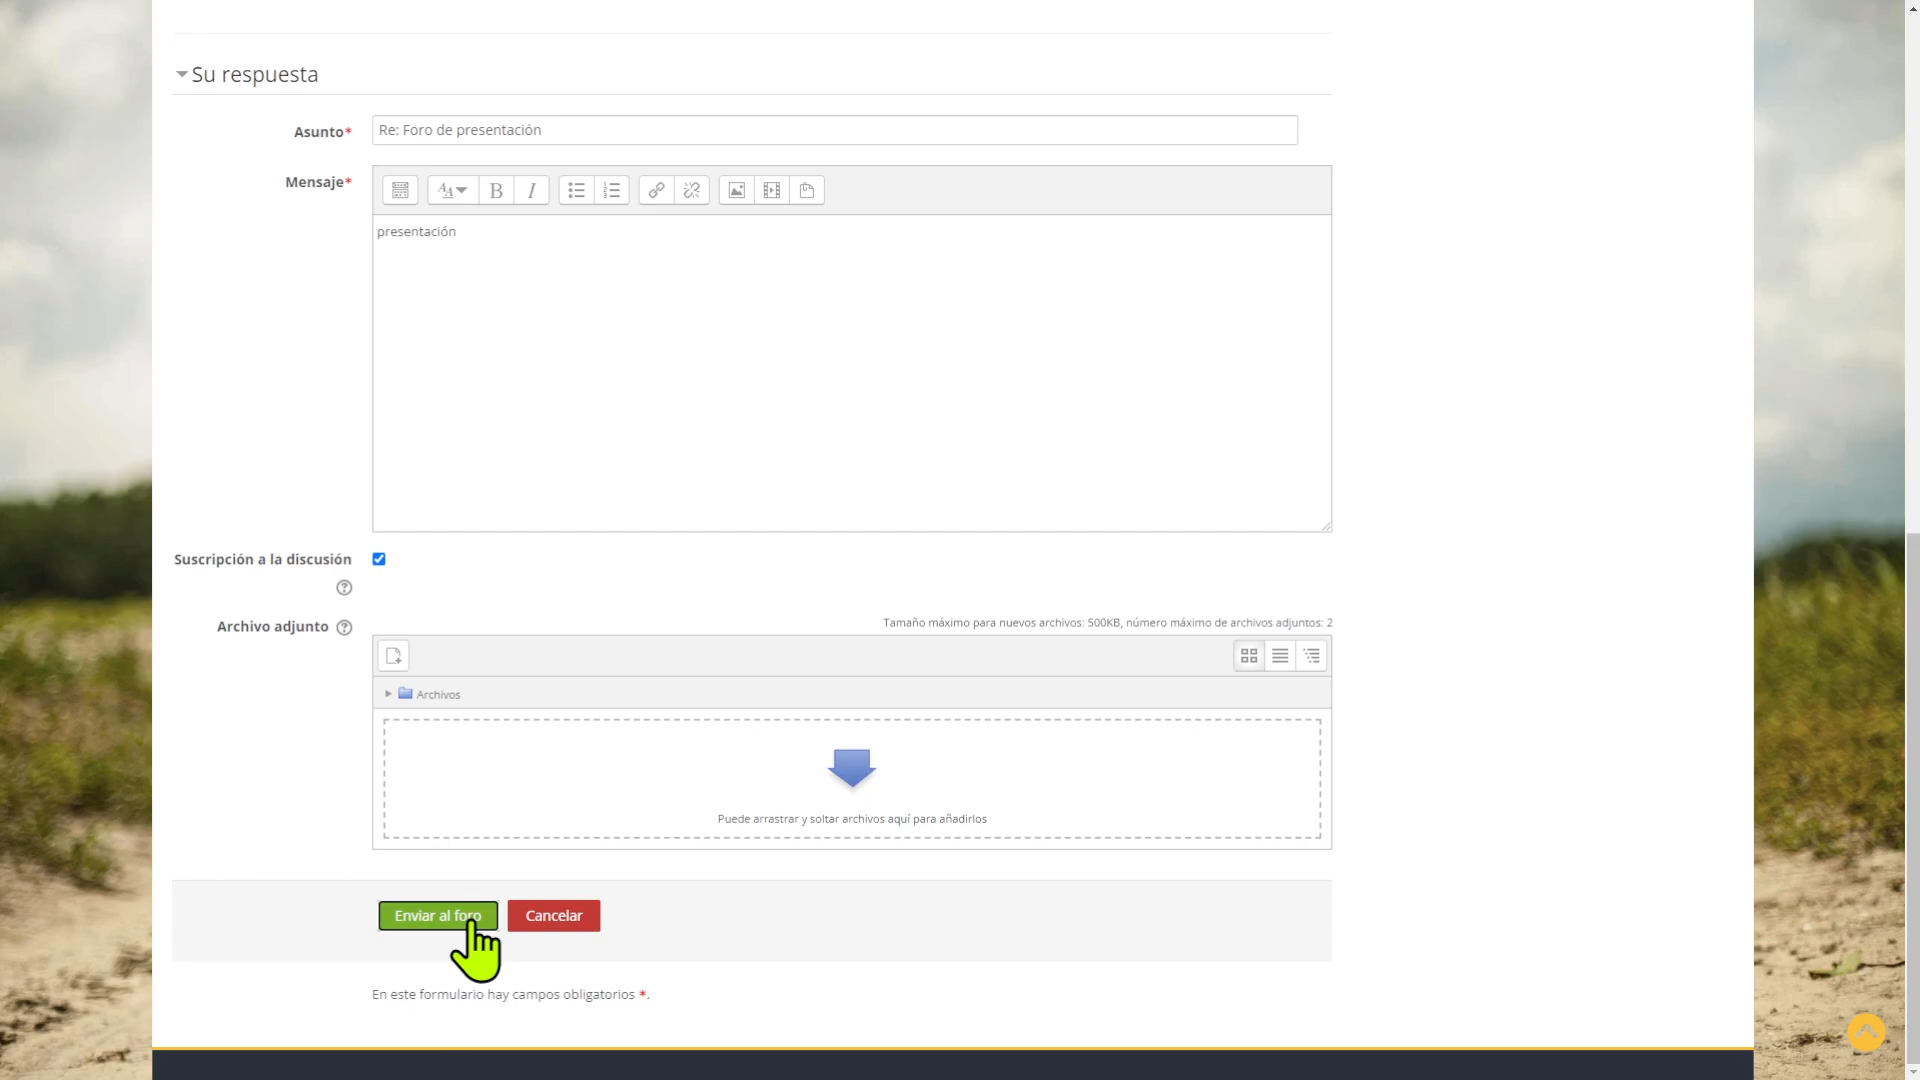 Su respuesta
Asunto*
Re: Foro de presentación
Mensaje*
presentación
Suscripción a la discusión
Archivo adjunto
Tamaño máximo para nuevos archivos: 500KB, número máximo de archivos adjuntos: 2
Archivos
Puede arrastrar y soltar archivos aquí para añadirlos
Enviar al foro
Cancelar
En este formulario hay campos obligatorios *.